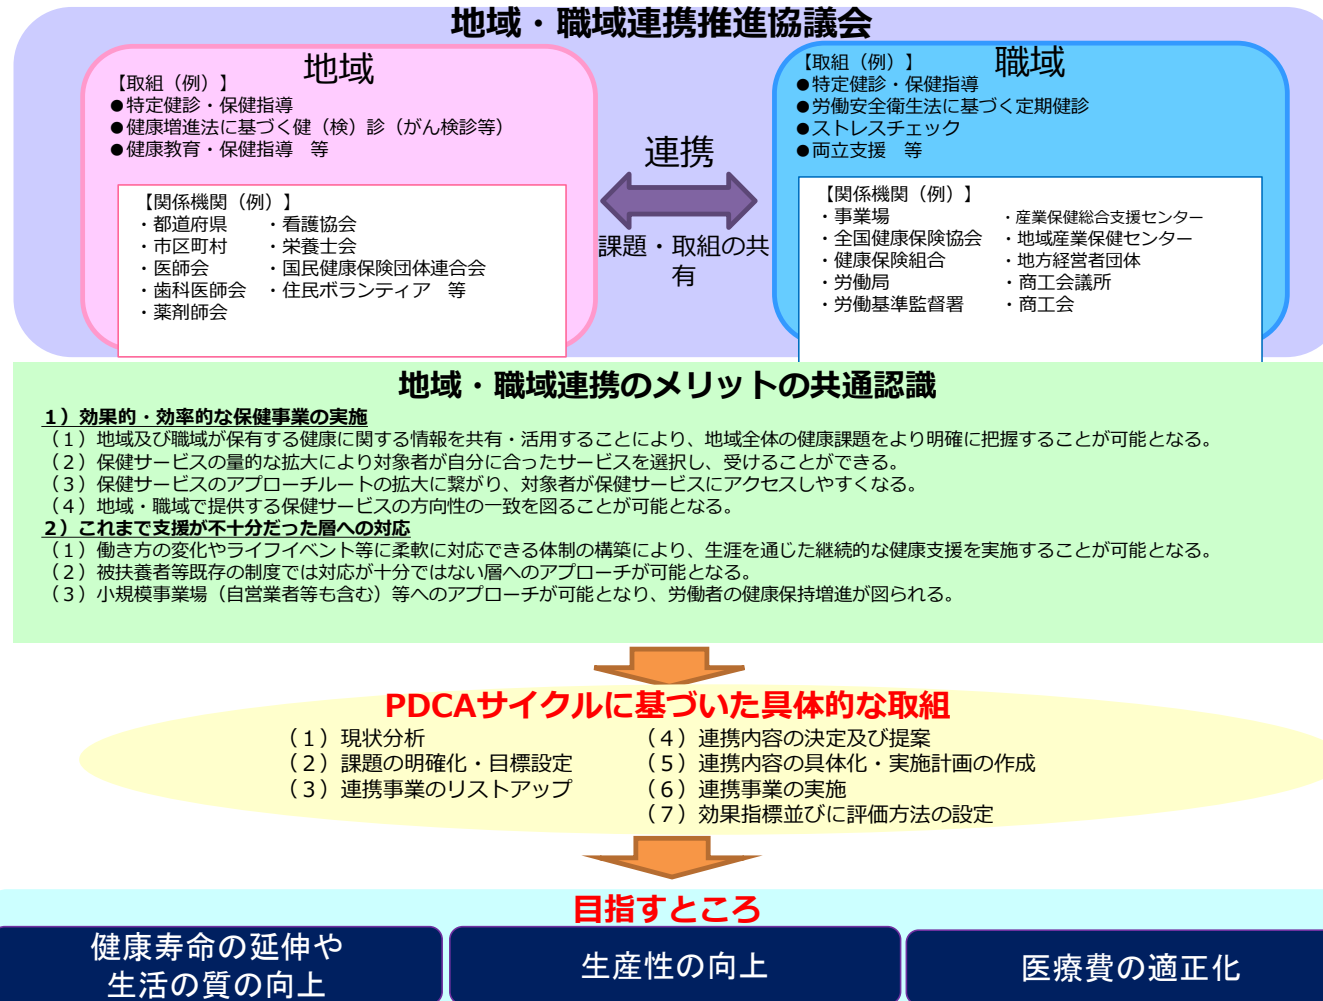 地域・職域連携推進協議会
地域
【取組（例）】
●特定健診・保健指導
●健康増進法に基づく健（検）診（がん検診等）
●健康教育・保健指導　等
【関係機関（例）】
・都道府県
・市区町村
・医師会
・歯科医師会
・薬剤師会
・看護協会
・栄養士会
・国民健康保険団体連合会
・住民ボランティア　等
連携
課題・取組の共
有
職域
【取組（例）】
●特定健診・保健指導
●労働安全衛生法に基づく定期健診
●ストレスチェック
●両立支援　等
【関係機関（例）】
・事業場
・全国健康保険協会
・健康保険組合
・労働局
・労働基準監督署
・産業保健総合支援センター
・地域産業保健センター
・地方経営者団体
・商工会議所
・商工会
地域・職域連携のメリットの共通認識
１）効果的・効率的な保健事業の実施
（１）地域及び職域が保有する健康に関する情報を共有・活用することにより、地域全体の健康課題をより明確に把握することが可能となる。
（２）保健サービスの量的な拡大により対象者が自分に合ったサービスを選択し、受けることができる。
（３）保健サービスのアプローチルートの拡大に繋がり、対象者が保健サービスにアクセスしやすくなる。
（４）地域・職域で提供する保健サービスの方向性の一致を図ることが可能となる。
２）これまで支援が不十分だった層への対応
（１）働き方の変化やライフイベント等に柔軟に対応できる体制の構築により、生涯を通じた継続的な健康支援を実施することが可能となる。
（２）被扶養者等既存の制度では対応が十分ではない層へのアプローチが可能となる。
（３）小規模事業場（自営業者等も含む）等へのアプローチが可能となり、労働者の健康保持増進が図られる。
PDCAサイクルに基づいた具体的な取組
（１）現状分析
（２）課題の明確化・目標設定
（３）連携事業のリストアップ
（４）連携内容の決定及び提案
（５）連携内容の具体化・実施計画の作成
（６）連携事業の実施
（７）効果指標並びに評価方法の設定
目指すところ
健康寿命の延伸や
生活の質の向上
生産性の向上
医療費の適正化